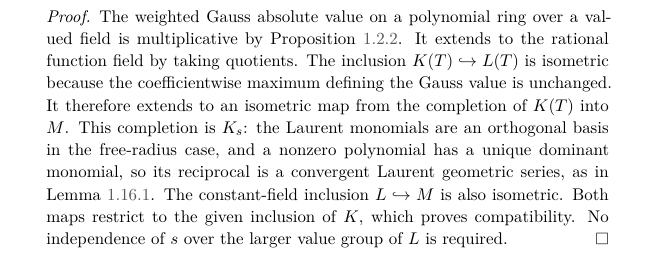 Proof. The weighted Gauss absolute value on a polynomial ring over a val-
ued field is multiplicative by Proposition 1.2.2. It extends to the rational
function field by taking quotients. The inclusion K(T) ↪ L(T) is isometric
because the coefficientwise maximum defining the Gauss value is unchanged.
It therefore extends to an isometric map from the completion of K(T) into
M. This completion is Kₛ: the Laurent monomials are an orthogonal basis
in the free-radius case, and a nonzero polynomial has a unique dominant
monomial, so its reciprocal is a convergent Laurent geometric series, as in
Lemma 1.16.1. The constant-field inclusion L ↪ M is also isometric. Both
maps restrict to the given inclusion of K, which proves compatibility. No
independence of s over the larger value group of L is required. □